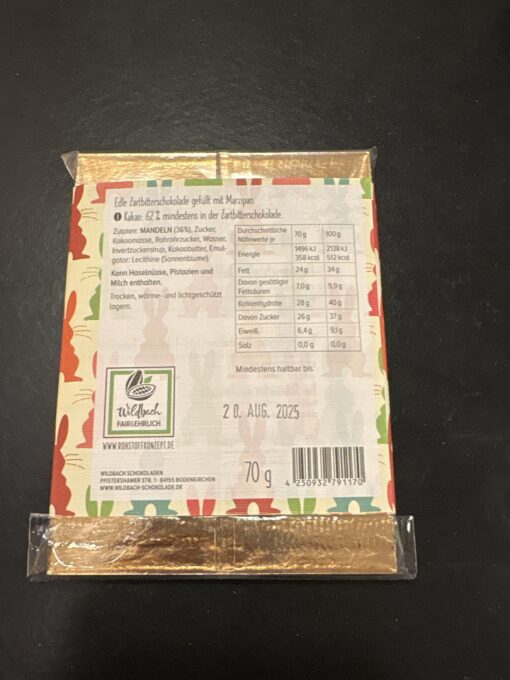 Edle Zartbitterschokolade gefüllt mit Marzipan
Kakao: 62 % mindestens in der Zartbitterschokolade.
Zutaten: MANDELN (36%), Zucker,
Kakaomasse, Rohrohrzucker, Wasser,
Invertzuckersirup, Kakaobutter, Emul-
gator: Lecithine (Sonnenblume).
Kann Haselnüsse, Pistazien und
Milch enthalten.
Trocken, wärme- und lichtgeschützt
lagern.
Durchschnittliche Nährwerte je 70 g 100 g
Energie 1496 kJ 358 kcal 2138 kJ 512 kcal
Fett 24 g 34 g
Davon gesättigte Fettsäuren 7,0 g 9,9 g
Kohlenhydrate 28 g 40 g
Davon Zucker 26 g 37 g
Eiweiß 6,4 g 9,1 g
Salz 0,0 g 0,0 g
Mindestens haltbar bis
20. AUG. 2025
Wildbach
FAIR&EHRLICH
WWW.ROHSTOFFKONZEPT.DE
WILDBACH SCHOKOLADEN
PFISTERSHAMER STR. 1 · 84155 BODENKIRCHEN
WWW.WILDBACH-SCHOKOLADE.DE
70 g
4 250932 791170